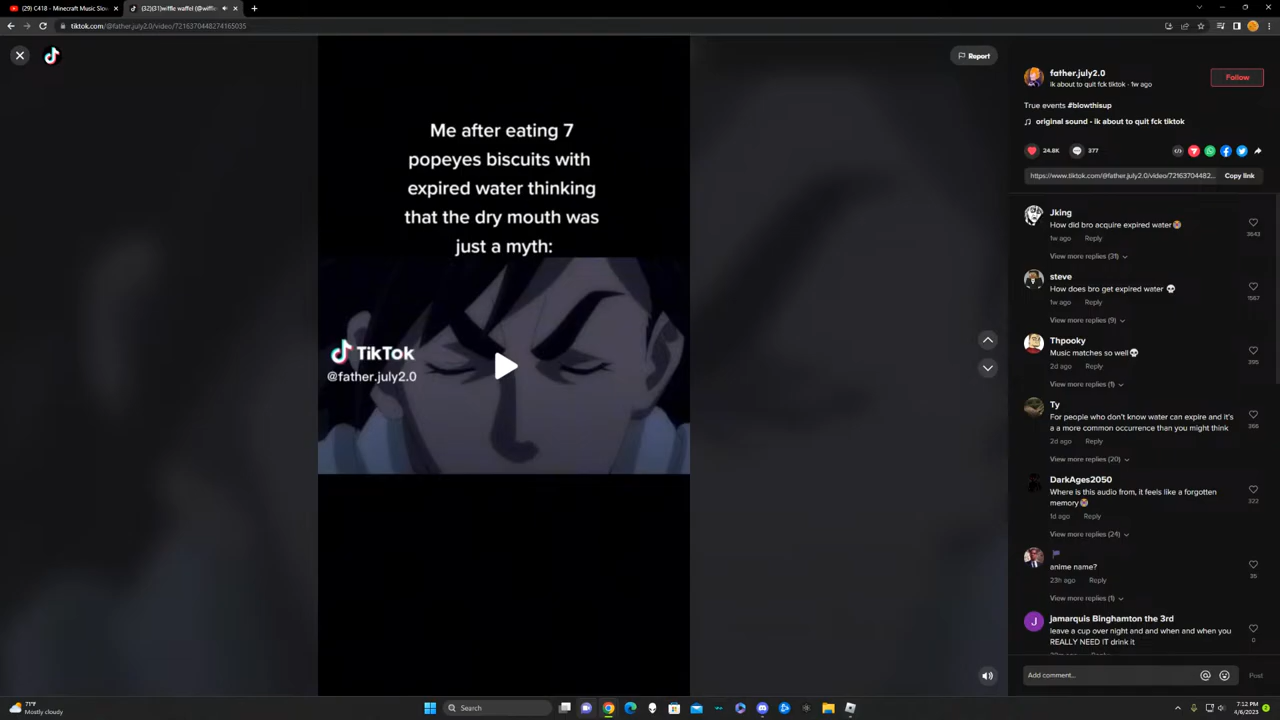 (29) C418 - Minecraft Music Slo
(32)(31)wiffle waffel (@wiffle
tiktok.com/@father.july2.0/video/7216370448274165035
Report
Me after eating 7
popeyes biscuits with
expired water thinking
that the dry mouth was
just a myth:
TikTok
@father.july2.0
father.july2.0
ik about to quit fck tiktok · 1w ago
Follow
True events #blowthisup
original sound - ik about to quit fck tiktok
24.8K
377
https://www.tiktok.com/@father.july2.0/video/72163704482...
Copy link
Jking
How did bro acquire expired water
3643
1w ago Reply
View more replies (31)
steve
How does bro get expired water
1567
1w ago Reply
View more replies (9)
Thpooky
Music matches so well
395
2d ago Reply
View more replies (1)
Ty
For people who don't know water can expire and it's
a a more common occurrence than you might think
366
2d ago Reply
View more replies (20)
DarkAges2050
Where is this audio from, it feels like a forgotten
memory
322
1d ago Reply
View more replies (24)
anime name?
35
23h ago Reply
View more replies (1)
J
jamarquis Binghamton the 3rd
leave a cup over night and and when and when you
REALLY NEED IT drink it
0
Add comment...
Post
71°F
Mostly cloudy
Search
7:12 PM
4/6/2023